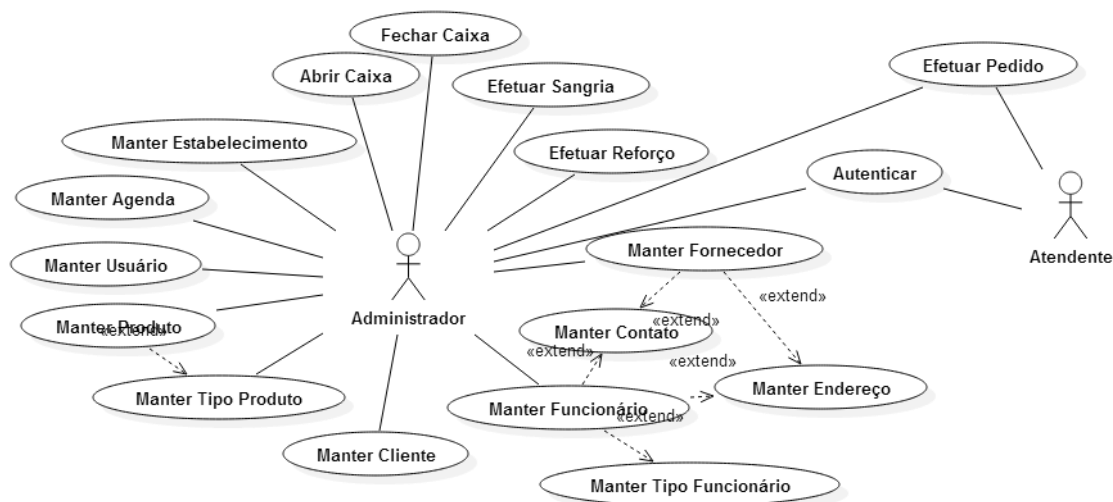 Fechar Caixa
Abrir Caixa
Efetuar Sangria
Efetuar Pedido
Manter Estabelecimento
Efetuar Reforço
Autenticar
Manter Agenda
Manter Fornecedor
Atendente
Manter Usuário
«extend»
Administrador
«extend»
Manter Produto
«extend»
Manter Contato
«extend»
«extend»
Manter Endereço
Manter Tipo Produto
Manter Funcionário
«extend»
Manter Cliente
Manter Tipo Funcionário